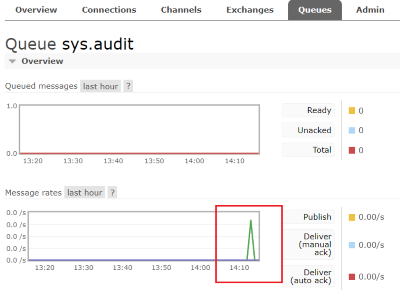 Overview Connections Channels Exchanges Queues Admin
Queue sys.audit
Overview
Queued messages last hour ?
1.0
0.0
13:20 13:30 13:40 13:50 14:00 14:10
Ready 0
Unacked 0
Total 0
Message rates last hour ?
0.0 /s
0.0 /s
0.0 /s
0.0 /s
0.0 /s
13:20 13:30 13:40 13:50 14:00 14:10
Publish 0.00/s
Deliver
(manual
ack)
0.00/s
Deliver
(auto ack)
0.00/s